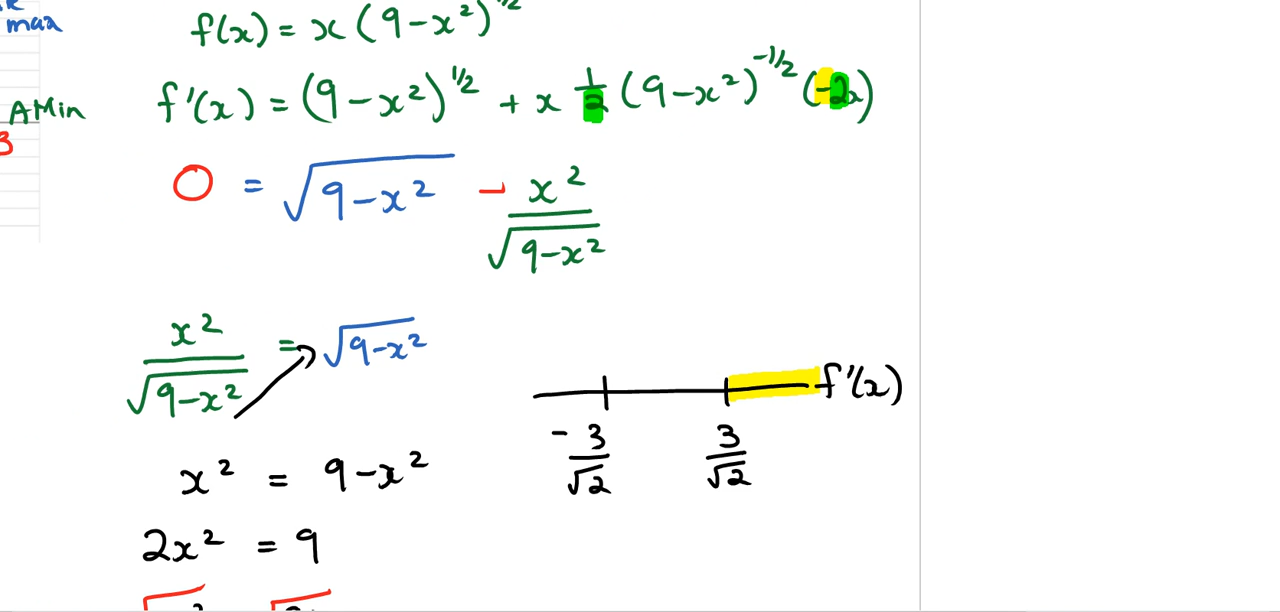 max
f(x) = x(9-x²)^1/2
A Min
f'(x) = (9-x²)^1/2 + x 1/2 (9-x²)^-1/2 (-2x)
3
0 = √(9-x²) - x²/√(9-x²)
x²/√(9-x²) = √(9-x²)
f'(x)
-3/√2 3/√2
x² = 9-x²
2x² = 9